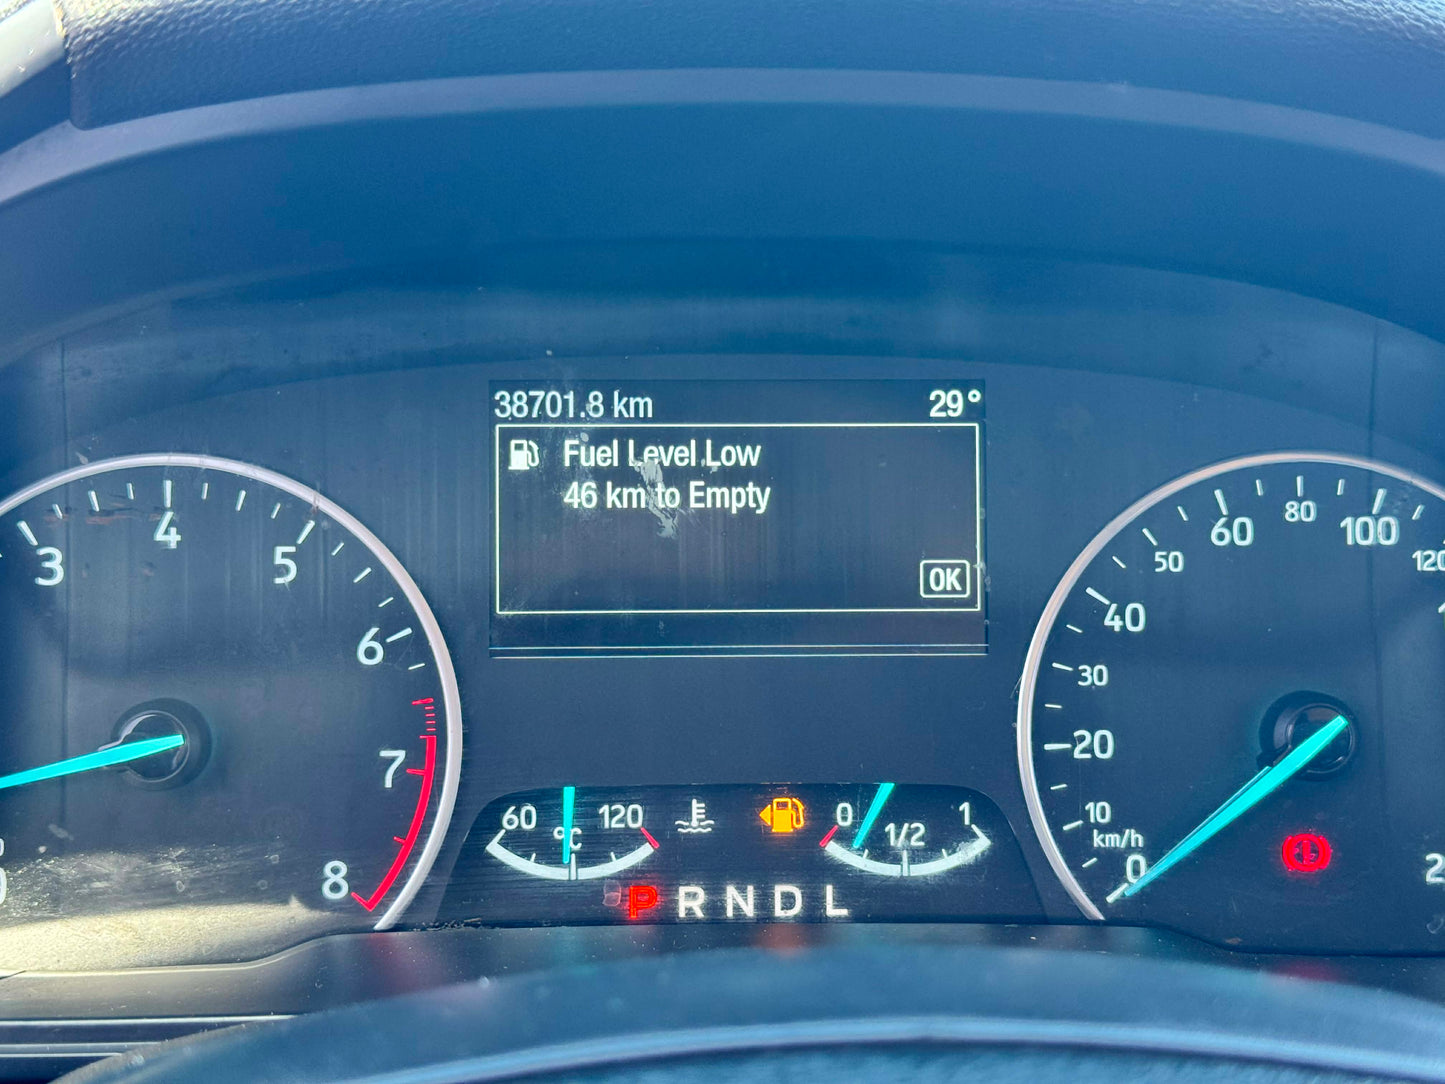 38701.8 km 29°
Fuel Level Low
46 km to Empty
OK
3 4 5 6 7 8
60 °C 120
0 1/2 1
P R N D L
0 10 20 30 40 50 60 80 100 120
km/h